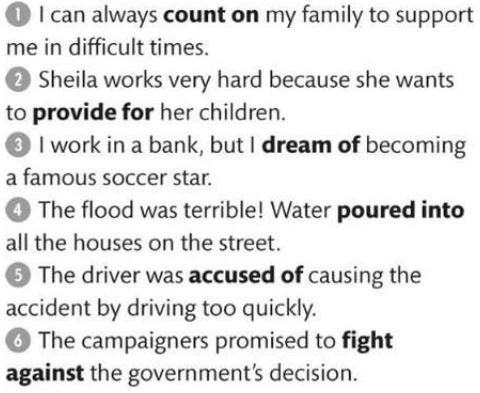 1 I can always count on my family to support
me in difficult times.
2 Sheila works very hard because she wants
to provide for her children.
3 I work in a bank, but I dream of becoming
a famous soccer star.
4 The flood was terrible! Water poured into
all the houses on the street.
5 The driver was accused of causing the
accident by driving too quickly.
6 The campaigners promised to fight
against the government's decision.